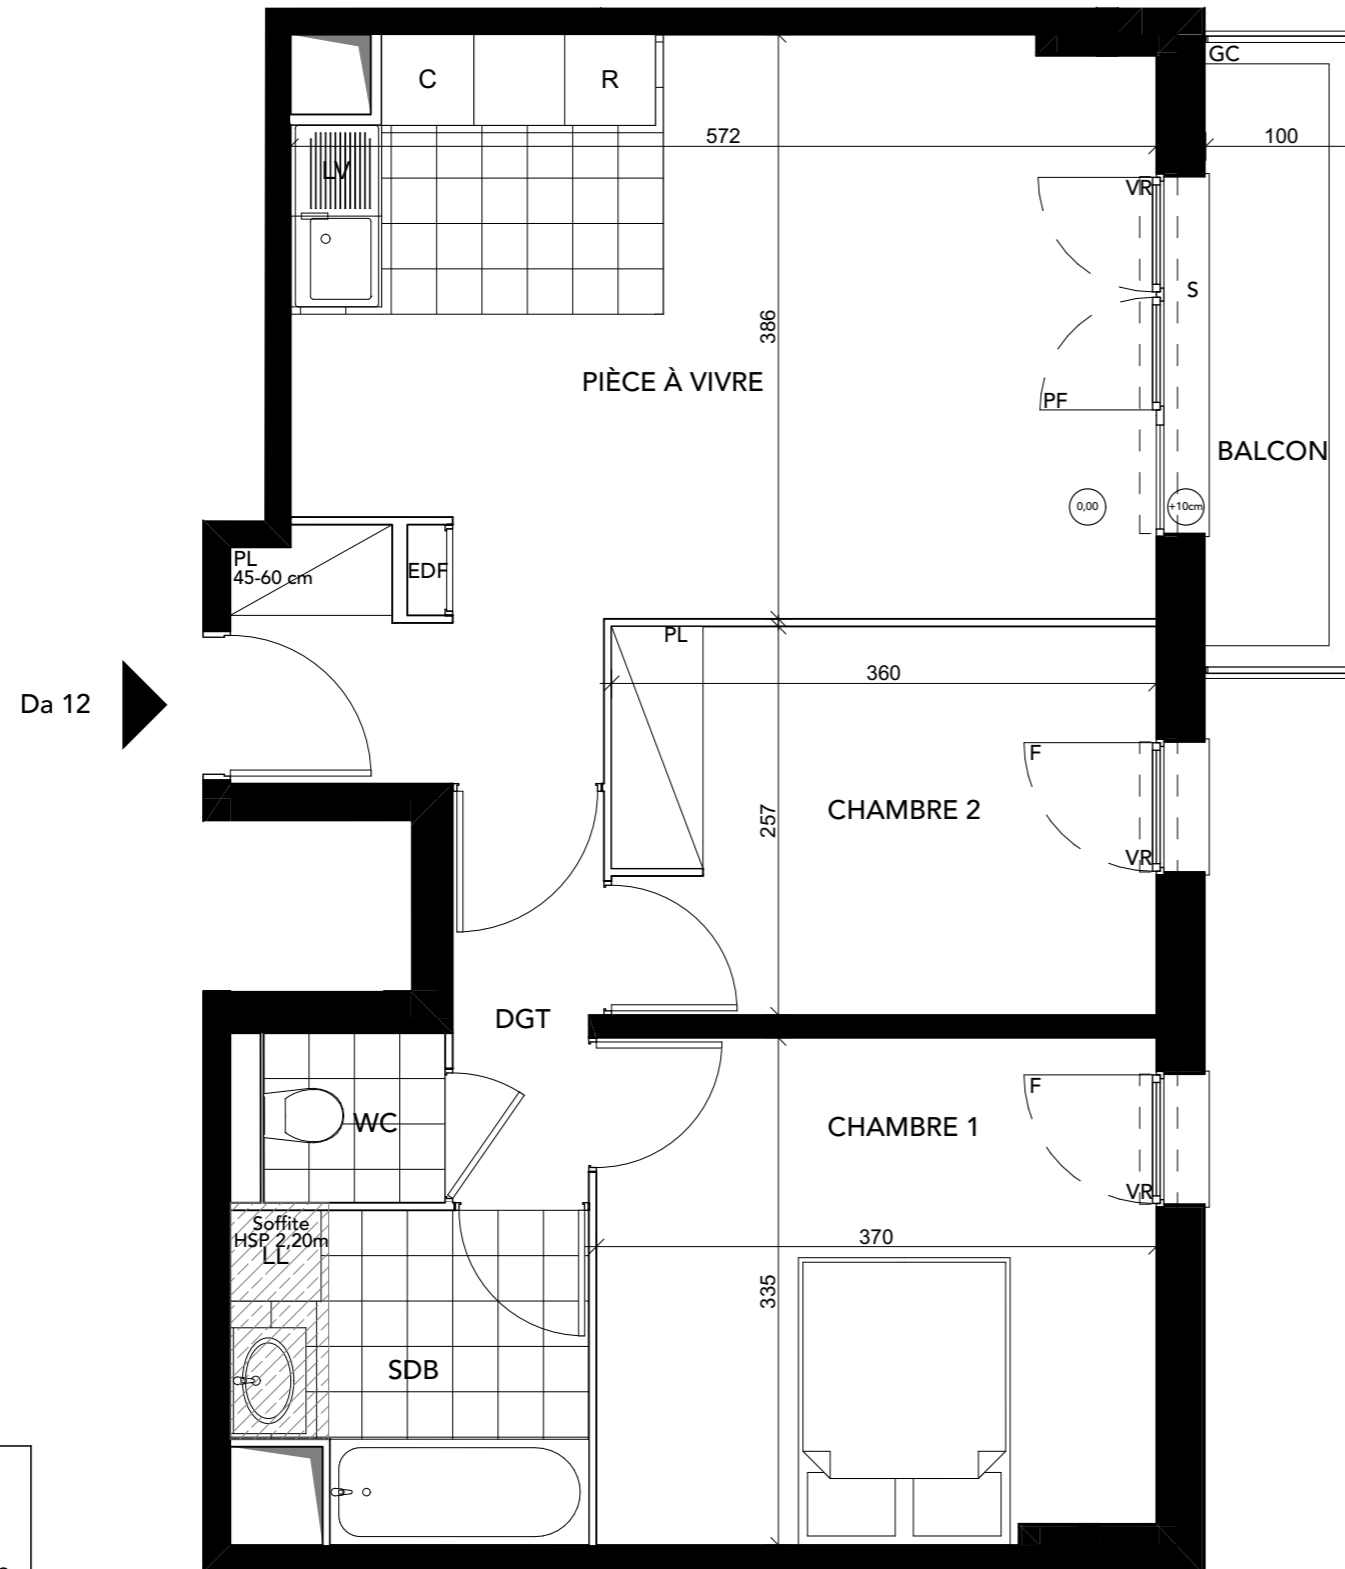 GC
C
R
572
100
LV
VR
S
386
PIÈCE À VIVRE
PF
BALCON
0,00
+10cm
PL
45-60 cm
EDF
PL
360
Da 12
F
257
CHAMBRE 2
VR
DGT
F
WC
CHAMBRE 1
VR
Soffite
HSP 2,20m
LL
370
335
SDB